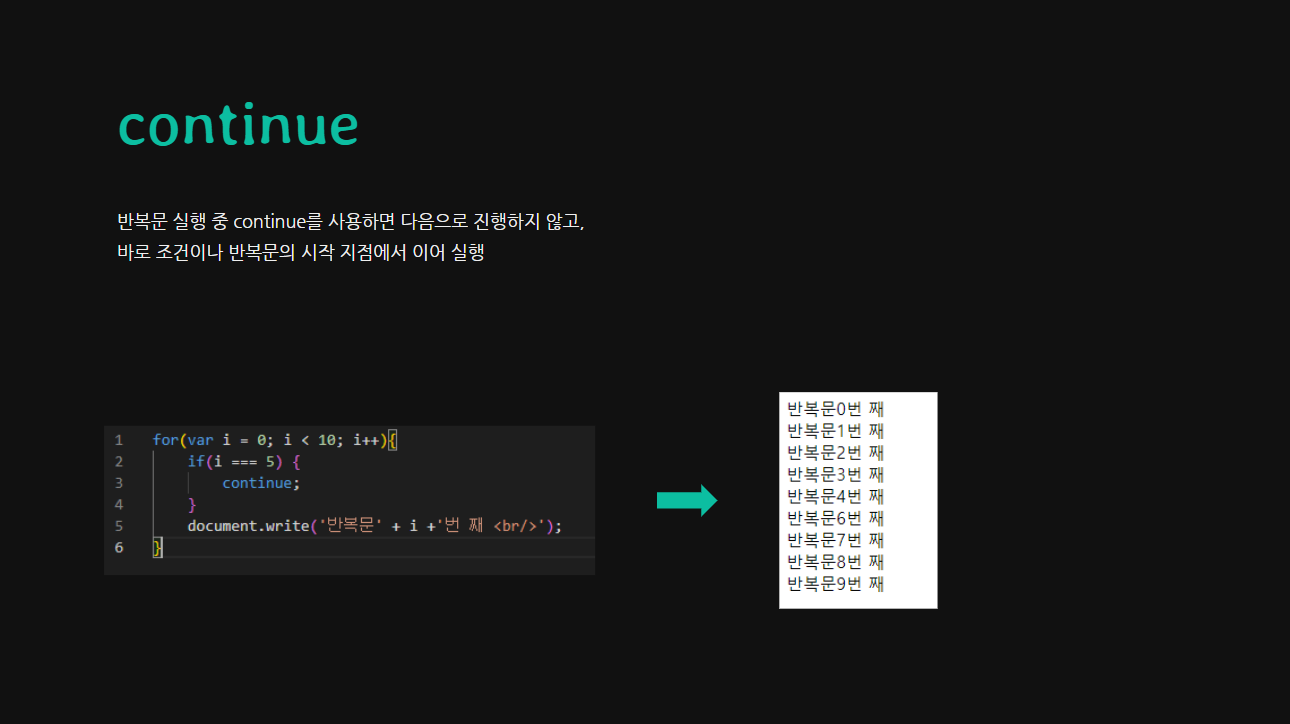 continue
반복문 실행 중 continue를 사용하면 다음으로 진행하지 않고,
바로 조건이나 반복문의 시작 지점에서 이어 실행
1 for(var i = 0; i < 10; i++){
2 if(i === 5) {
3 continue;
4 }
5 document.write('반복문' + i +'번 째 <br/>');
6 }
반복문0번 째
반복문1번 째
반복문2번 째
반복문3번 째
반복문4번 째
반복문6번 째
반복문7번 째
반복문8번 째
반복문9번 째